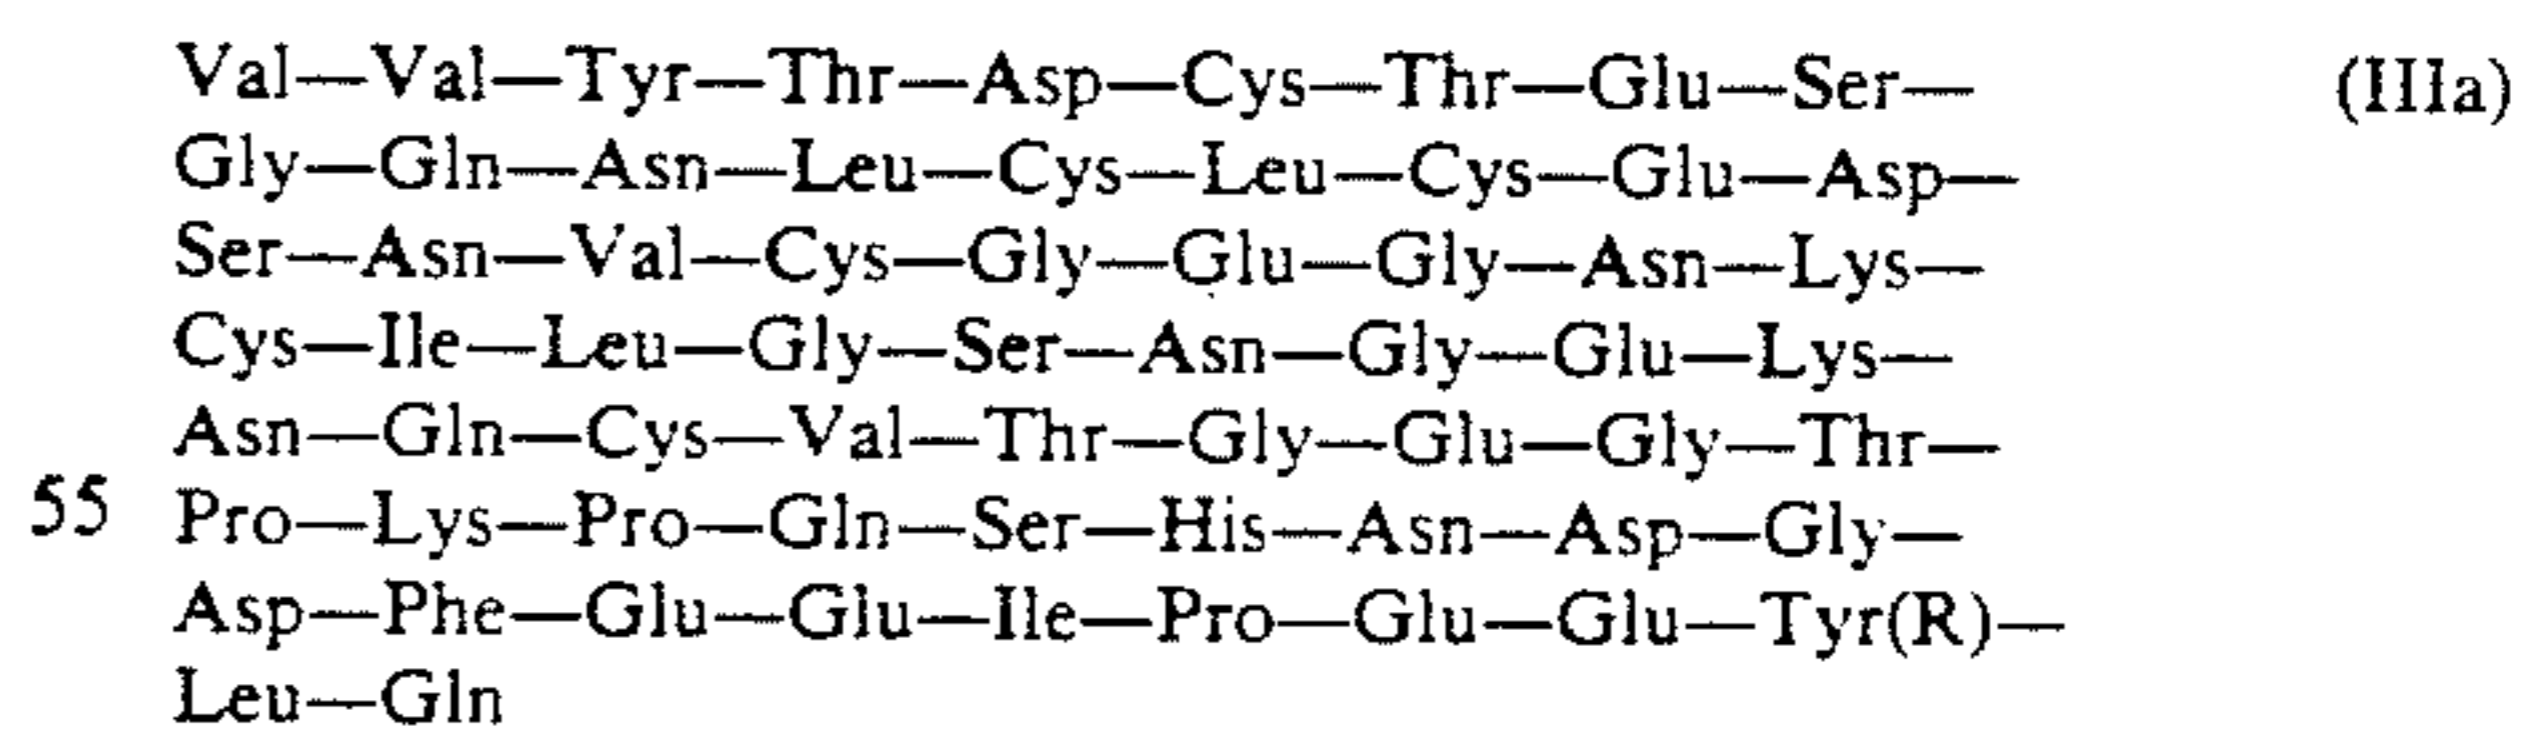 Val—Val—Tyr—Thr—Asp—Cys—Thr—Glu—Ser— (IIIa)
Gly—Gln—Asn—Leu—Cys—Leu—Cys—Glu—Asp—
Ser—Asn—Val—Cys—Gly—Glu—Gly—Asn—Lys—
Cys—Ile—Leu—Gly—Ser—Asn—Gly—Glu—Lys—
Asn—Gln—Cys—Val—Thr—Gly—Glu—Gly—Thr—
55 Pro—Lys—Pro—Gln—Ser—His—Asn—Asp—Gly—
Asp—Phe—Glu—Glu—Ile—Pro—Glu—Glu—Tyr(R)—
Leu—Gln